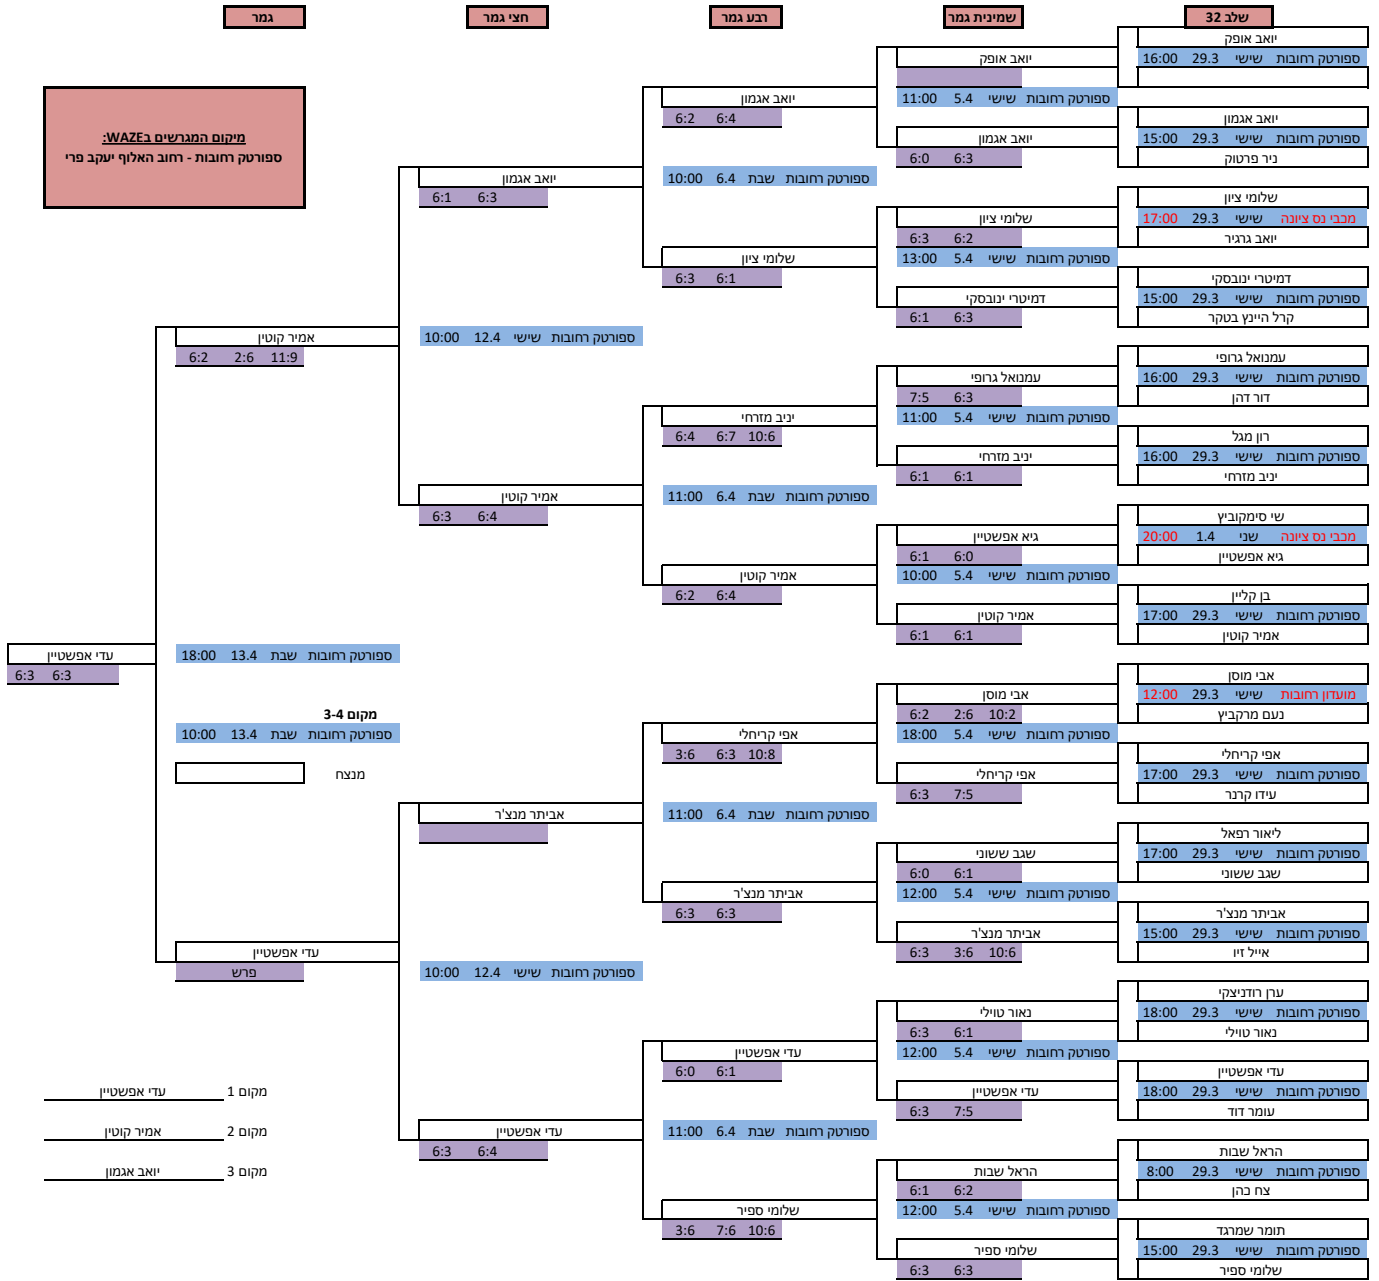 שלב 32
שמינית גמר
רבע גמר
חצי גמר
גמר
מיקום המגרשים בWAZE:
ספורטק רחובות - רחוב האלוף יעקב פרי
יואב אופק
ספורטק רחובות שישי 29.3 16:00
יואב אגמון
ספורטק רחובות שישי 29.3 15:00
ניר פרטוק
שלומי ציון
מכבי נס ציונה שישי 29.3 17:00
יואב גרגיר
דמיטרי ינובסקי
ספורטק רחובות שישי 29.3 15:00
קרל היינץ בטקר
עמנואל גרופי
ספורטק רחובות שישי 29.3 16:00
דור דהן
רון מגל
ספורטק רחובות שישי 29.3 16:00
יניב מזרחי
שי סימקוביץ
מכבי נס ציונה שני 1.4 20:00
גיא אפשטיין
בן קליין
ספורטק רחובות שישי 29.3 17:00
אמיר קוטין
אבי מוסן
מועדון רחובות שישי 29.3 12:00
נעם מרקביץ
אפי קריחלי
ספורטק רחובות שישי 29.3 17:00
עידו קרנר
ליאור רפאל
ספורטק רחובות שישי 29.3 17:00
שגב ששוני
אביתר מנצ'ר
ספורטק רחובות שישי 29.3 15:00
אייל זיו
ערן רודניצקי
ספורטק רחובות שישי 29.3 18:00
נאור טוילי
עדי אפשטיין
ספורטק רחובות שישי 29.3 18:00
עומר דוד
הראל שבות
ספורטק רחובות שישי 29.3 8:00
צח כהן
תומר שמרגד
ספורטק רחובות שישי 29.3 15:00
שלומי ספיר
יואב אופק
ספורטק רחובות שישי 5.4 11:00
יואב אגמון
6:0 6:3
שלומי ציון
6:3 6:2
ספורטק רחובות שישי 5.4 13:00
דמיטרי ינובסקי
6:1 6:3
עמנואל גרופי
7:5 6:3
ספורטק רחובות שישי 5.4 11:00
יניב מזרחי
6:1 6:1
גיא אפשטיין
6:1 6:0
ספורטק רחובות שישי 5.4 10:00
אמיר קוטין
6:1 6:1
אבי מוסן
6:2 2:6 10:2
ספורטק רחובות שישי 5.4 18:00
אפי קריחלי
6:3 7:5
שגב ששוני
6:0 6:1
ספורטק רחובות שישי 5.4 12:00
אביתר מנצ'ר
6:3 3:6 10:6
נאור טוילי
6:3 6:1
ספורטק רחובות שישי 5.4 12:00
עדי אפשטיין
6:3 7:5
הראל שבות
6:1 6:2
ספורטק רחובות שישי 5.4 12:00
שלומי ספיר
6:3 6:3
יואב אגמון
6:2 6:4
ספורטק רחובות שבת 6.4 10:00
שלומי ציון
6:3 6:1
יניב מזרחי
6:4 6:7 10:6
ספורטק רחובות שבת 6.4 11:00
אמיר קוטין
6:2 6:4
אפי קריחלי
3:6 6:3 10:8
ספורטק רחובות שבת 6.4 11:00
אביתר מנצ'ר
6:3 6:3
עדי אפשטיין
6:0 6:1
ספורטק רחובות שבת 6.4 11:00
שלומי ספיר
3:6 7:6 10:6
יואב אגמון
6:1 6:3
ספורטק רחובות שישי 12.4 10:00
אמיר קוטין
6:3 6:4
אביתר מנצ'ר
ספורטק רחובות שישי 12.4 10:00
עדי אפשטיין
6:3 6:4
אמיר קוטין
6:2 2:6 11:9
ספורטק רחובות שבת 13.4 18:00
מקום 3-4
ספורטק רחובות שבת 13.4 10:00
מנצח
עדי אפשטיין
פרש
עדי אפשטיין
6:3 6:3
מקום 1 עדי אפשטיין
מקום 2 אמיר קוטין
מקום 3 יואב אגמון